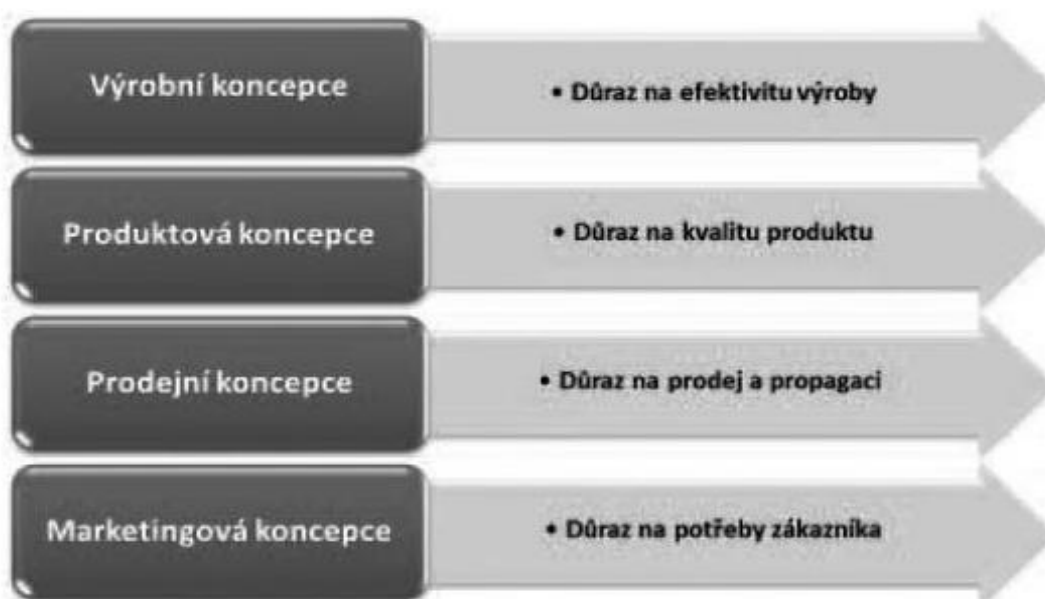 Výrobní koncepce
• Důraz na efektivitu výroby
Produktová koncepce
• Důraz na kvalitu produktu
Prodejní koncepce
• Důraz na prodej a propagaci
Marketingová koncepce
• Důraz na potřeby zákazníka